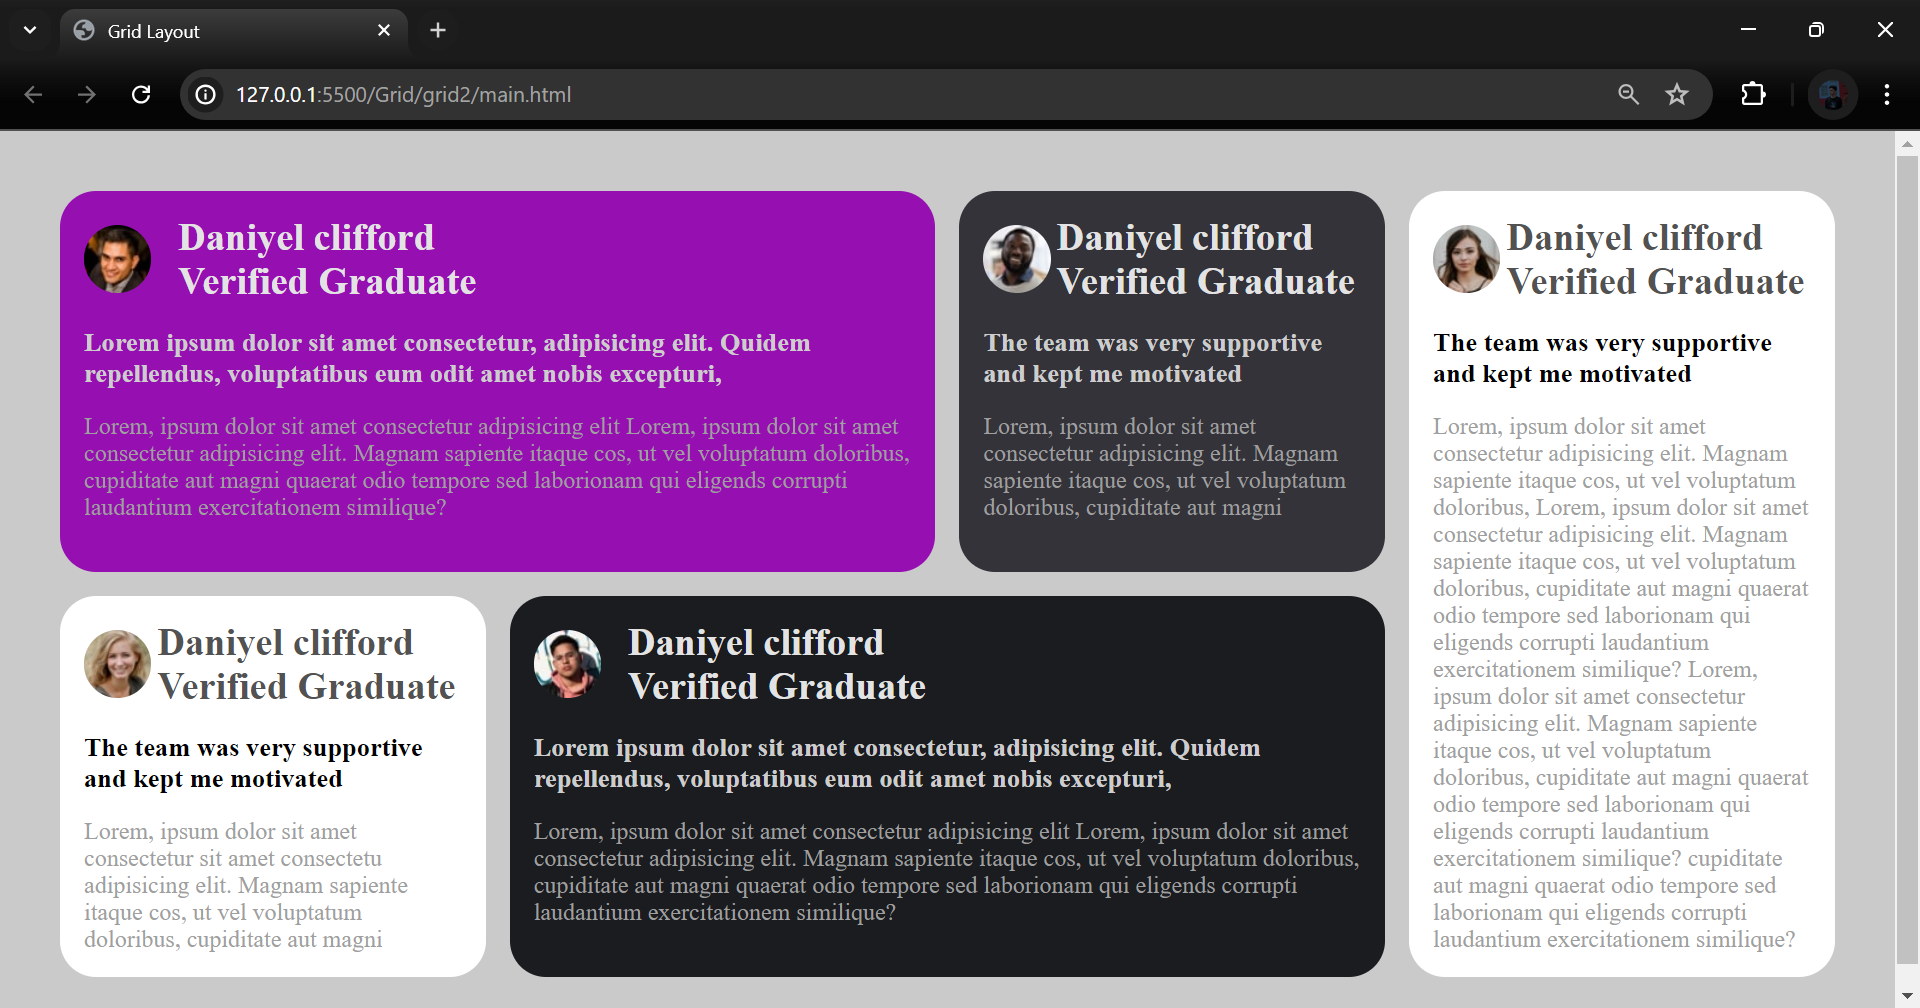 Grid Layout
127.0.0.1:5500/Grid/grid2/main.html
Daniyel clifford
Verified Graduate
Lorem ipsum dolor sit amet consectetur, adipisicing elit. Quidem
repellendus, voluptatibus eum odit amet nobis excepturi,
Lorem, ipsum dolor sit amet consectetur adipisicing elit Lorem, ipsum dolor sit amet
consectetur adipisicing elit. Magnam sapiente itaque cos, ut vel voluptatum doloribus,
cupiditate aut magni quaerat odio tempore sed laborionam qui eligends corrupti
laudantium exercitationem similique?
Daniyel clifford
Verified Graduate
The team was very supportive
and kept me motivated
Lorem, ipsum dolor sit amet
consectetur adipisicing elit. Magnam
sapiente itaque cos, ut vel voluptatum
doloribus, cupiditate aut magni
Daniyel clifford
Verified Graduate
The team was very supportive
and kept me motivated
Lorem, ipsum dolor sit amet
consectetur adipisicing elit. Magnam
sapiente itaque cos, ut vel voluptatum
doloribus, Lorem, ipsum dolor sit amet
consectetur adipisicing elit. Magnam
sapiente itaque cos, ut vel voluptatum
doloribus, cupiditate aut magni quaerat
odio tempore sed laborionam qui
eligends corrupti laudantium
exercitationem similique? Lorem,
ipsum dolor sit amet consectetur
adipisicing elit. Magnam sapiente
itaque cos, ut vel voluptatum
doloribus, cupiditate aut magni quaerat
odio tempore sed laborionam qui
eligends corrupti laudantium
exercitationem similique? cupiditate
aut magni quaerat odio tempore sed
laborionam qui eligends corrupti
laudantium exercitationem similique?
Daniyel clifford
Verified Graduate
The team was very supportive
and kept me motivated
Lorem, ipsum dolor sit amet
consectetur sit amet consectetu
adipisicing elit. Magnam sapiente
itaque cos, ut vel voluptatum
doloribus, cupiditate aut magni
Daniyel clifford
Verified Graduate
Lorem ipsum dolor sit amet consectetur, adipisicing elit. Quidem
repellendus, voluptatibus eum odit amet nobis excepturi,
Lorem, ipsum dolor sit amet consectetur adipisicing elit Lorem, ipsum dolor sit amet
consectetur adipisicing elit. Magnam sapiente itaque cos, ut vel voluptatum doloribus,
cupiditate aut magni quaerat odio tempore sed laborionam qui eligends corrupti
laudantium exercitationem similique?